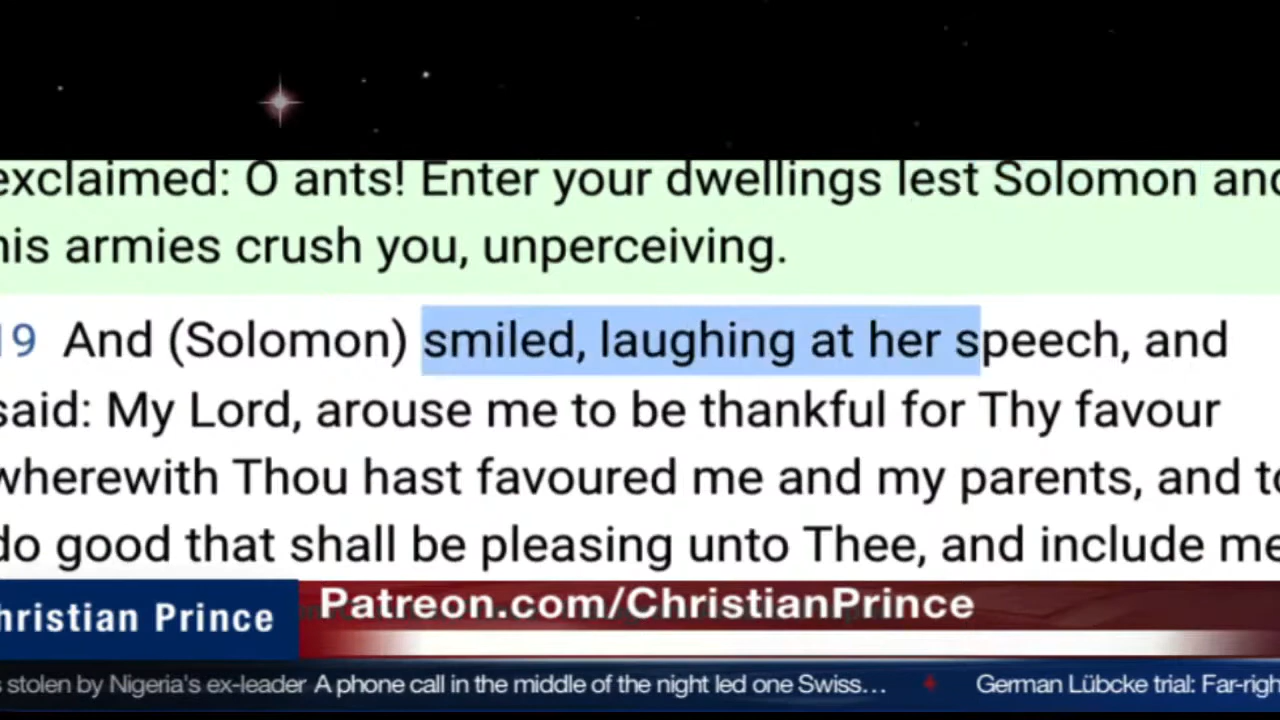 exclaimed: O ants! Enter your dwellings lest Solomon and
his armies crush you, unperceiving.
19 And (Solomon) smiled, laughing at her speech, and
said: My Lord, arouse me to be thankful for Thy favour
wherewith Thou hast favoured me and my parents, and to
do good that shall be pleasing unto Thee, and include me
Christian Prince
Patreon.com/ChristianPrince
stolen by Nigeria's ex-leader A phone call in the middle of the night led one Swiss... German Lübcke trial: Far-righ